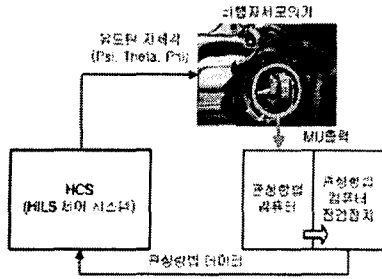 비행자세모의기
유도탄 자세각
(Psi, Theta, Phi)
IMU출력
HCS
(HILS 제어 시스템)
관성항법
컴퓨터
관성항법
컴퓨터
점검장치
관성항법 데이터